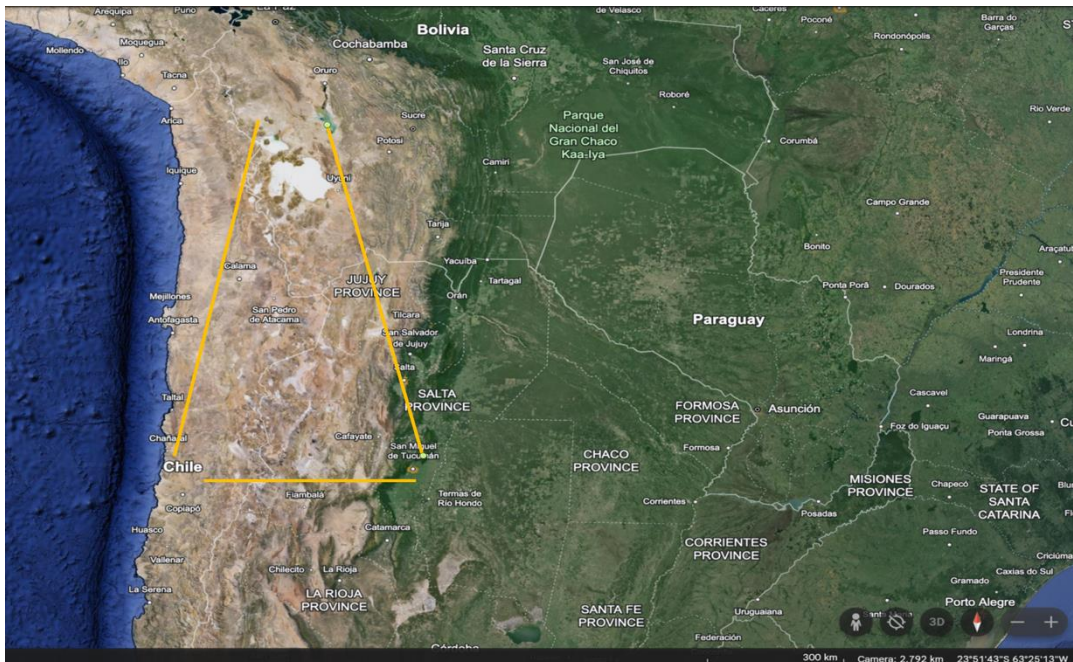 Arequipa
Puno
La Paz
de Velasco
Cáceres
Poconé
Barra do
Garças
Moquegua
Bolivia
Rondonópolis
Mollendo
Ilo
Cochabamba
Santa Cruz
de la Sierra
San José de
Chiquitos
Tacna
Oruro
Roboré
Rio Verde
Arica
Sucre
Parque
Nacional del
Gran Chaco
Kaa-Iya
Potosí
Corumbá
Iquique
Camiri
Uyuni
Campo Grande
Tarija
Bonito
Araçatuba
Yacuíba
Calama
JUJUY
PROVINCE
Tartagal
Presidente
Prudente
Mejillones
Orán
Ponta Porã
Dourados
San Pedro
de Atacama
Tilcara
Antofagasta
Paraguay
San Salvador
de Jujuy
Londrina
Maringá
Salta
Taltal
SALTA
PROVINCE
Cascavel
FORMOSA
PROVINCE
Asunción
Guarapuava
Chañaral
Cafayate
Foz do Iguaçu
Ponta Grossa
San Miguel
de Tucumán
Formosa
Chile
CHACO
PROVINCE
MISIONES
PROVINCE
Chapecó
STATE OF
SANTA
CATARINA
Fiambalá
Termas de
Río Hondo
Copiapó
Corrientes
Posadas
Huasco
Catamarca
Passo Fundo
CORRIENTES
PROVINCE
Vallenar
Chilecito
La Rioja
Criciúma
Caxias do Sul
Gramado
La Serena
LA RIOJA
PROVINCE
SANTA FE
PROVINCE
Uruguaiana
Porto Alegre
3D
Federación
Córdoba
300 km
Camera: 2,792 km
23°51'43"S 63°25'13"W